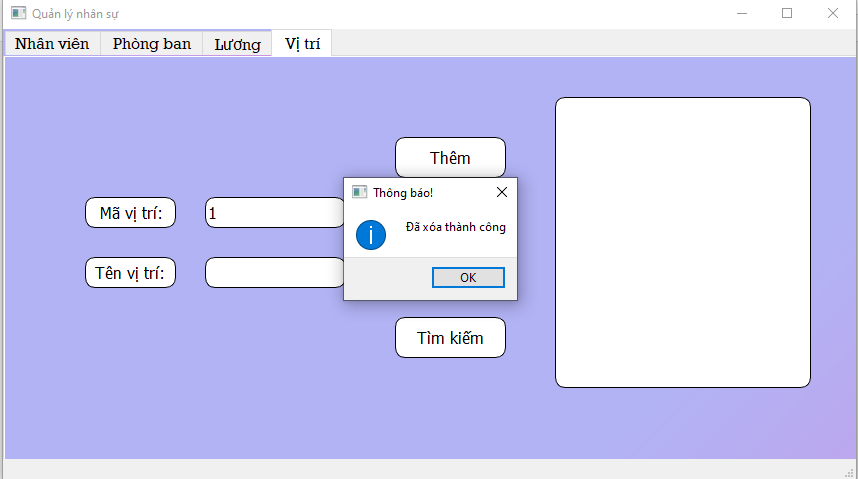 Quản lý nhân sự
Nhân viên
Phòng ban
Lương
Vị trí
Thêm
Thông báo!
Mã vị trí:
1
Đã xóa thành công
Tên vị trí:
OK
Tìm kiếm